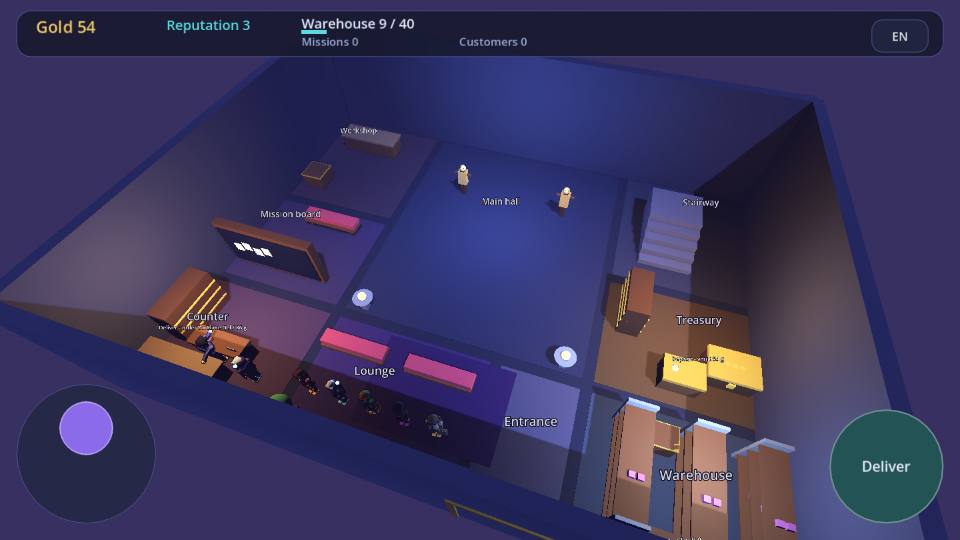 Gold 54
Reputation 3
Warehouse 9 / 40
Missions 0
Customers 0
EN
Workshop
Main hall
Stairway
Mission board
Counter
Treasury
Lounge
Entrance
Warehouse
Deliver